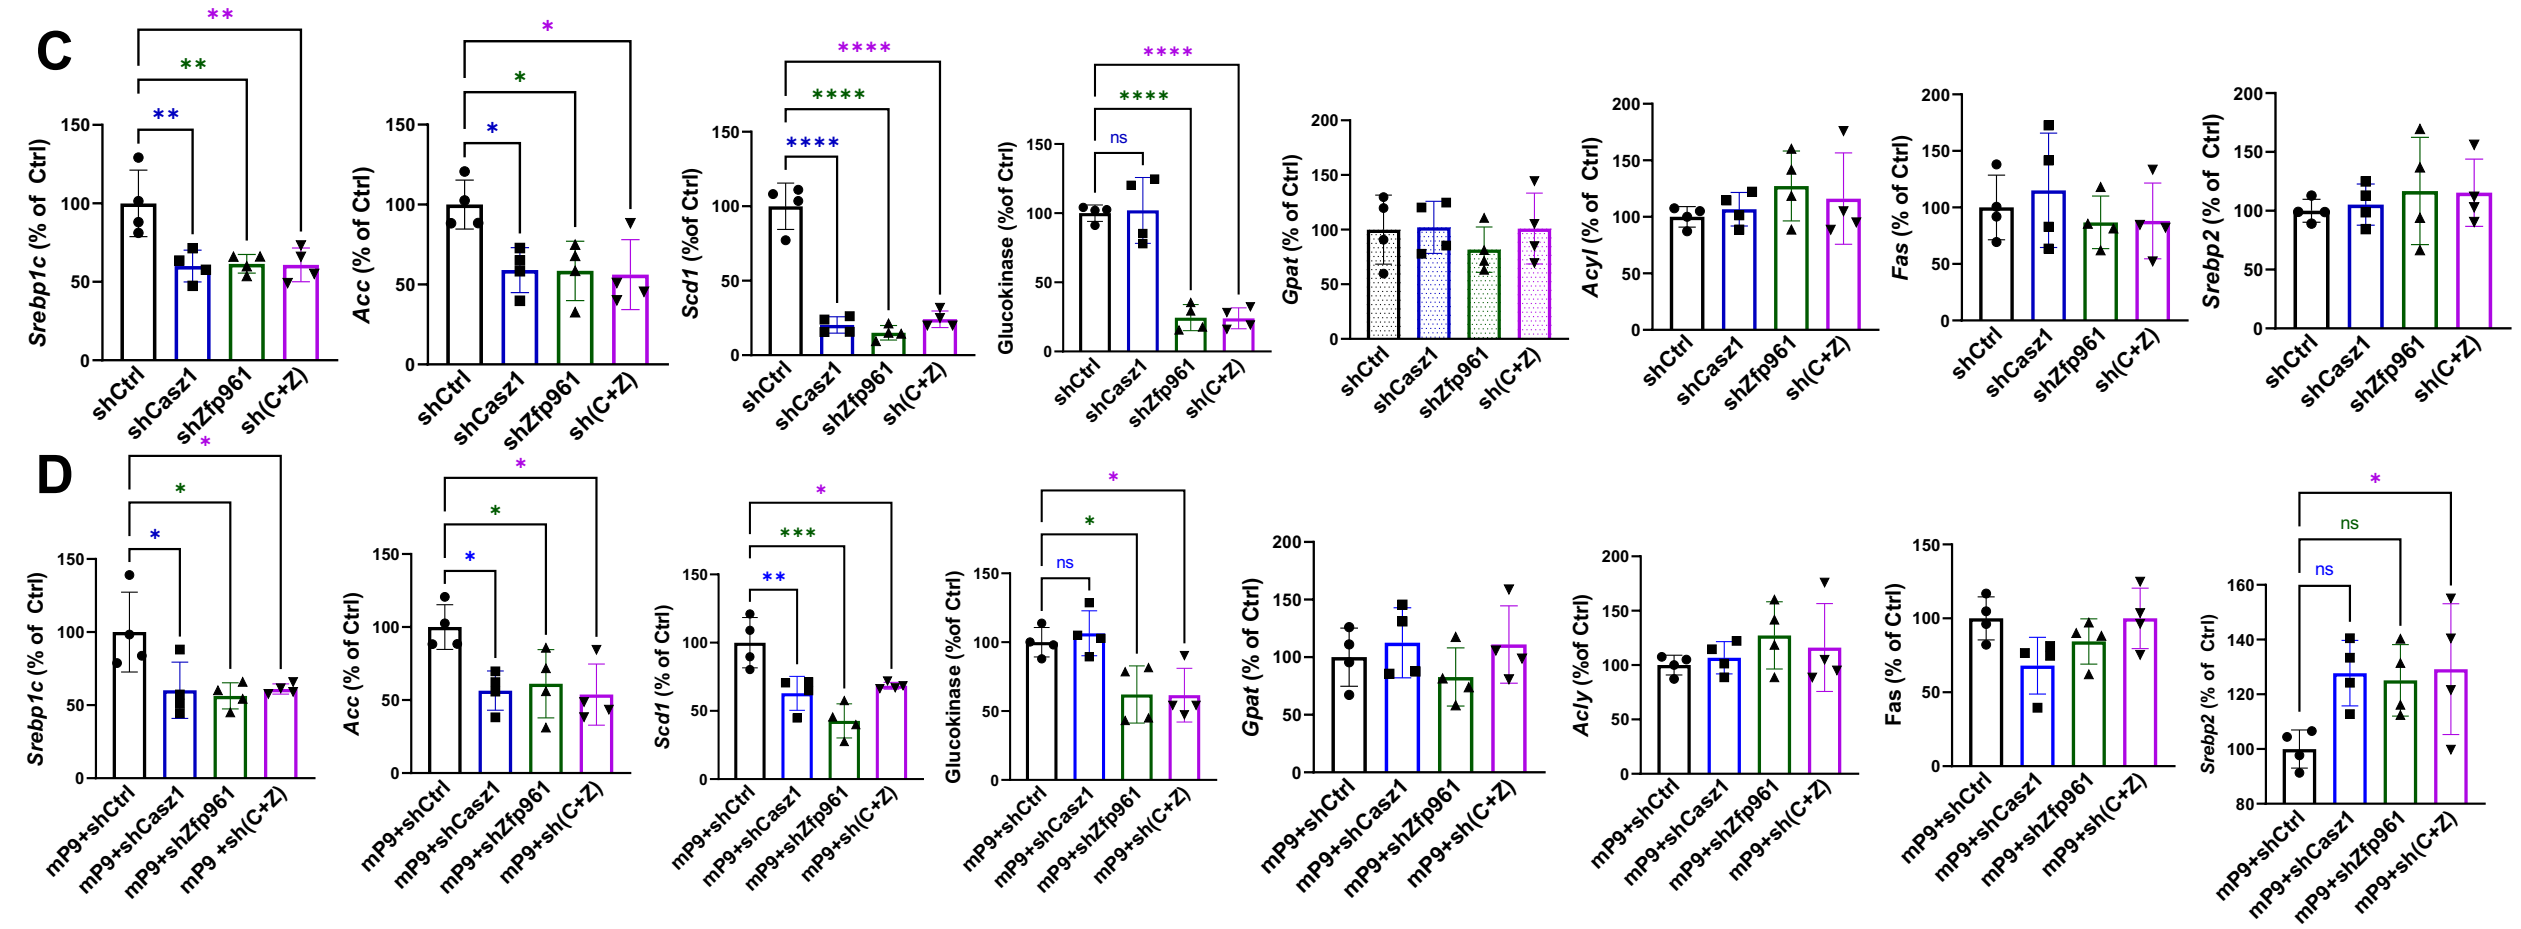 C
Srebp1c (% of Ctrl)
150
100
50
0
**
**
**
shCtrl
shCasz1
shZfp961
sh(C+Z)
Acc (% of Ctrl)
150
100
50
0
*
*
*
shCtrl
shCasz1
shZfp961
sh(C+Z)
Scd1 (%of Ctrl)
150
100
50
0
****
****
****
shCtrl
shCasz1
shZfp961
sh(C+Z)
Glucokinase (%of Ctrl)
150
100
50
0
****
****
ns
shCtrl
shCasz1
shZfp961
sh(C+Z)
Gpat (% of Ctrl)
200
150
100
50
0
shCtrl
shCasz1
shZfp961
sh(C+Z)
Acyl (% of Ctrl)
200
150
100
50
0
shCtrl
shCasz1
shZfp961
sh(C+Z)
Fas (% of Ctrl)
200
150
100
50
0
shCtrl
shCasz1
shZfp961
sh(C+Z)
Srebp2 (% of Ctrl)
200
150
100
50
0
shCtrl
shCasz1
shZfp961
sh(C+Z)
D
Srebp1c (% of Ctrl)
150
100
50
0
*
*
*
mP9+shCtrl
mP9+shCasz1
mP9+shZfp961
mP9 +sh(C+Z)
Acc (% of Ctrl)
150
100
50
0
*
*
*
mP9+shCtrl
mP9+shCasz1
mP9+shZfp961
mP9+sh(C+Z)
Scd1 (% of Ctrl)
150
100
50
0
*
***
**
mP9+shCtrl
mP9+shCasz1
mP9+shZfp961
mP9+sh(C+Z)
Glucokinase (%of Ctrl)
150
100
50
0
*
*
ns
mP9+shCtrl
mP9+shCasz1
mP9+shZfp961
mP9+sh(C+Z)
Gpat (% of Ctrl)
200
150
100
50
0
mP9+shCtrl
mP9+shCasz1
mP9+shZfp961
mP9+sh(C+Z)
Acly (%of Ctrl)
200
150
100
50
0
mP9+shCtrl
mP9+shCasz1
mP9+shZfp961
mP9+sh(C+Z)
Fas (% of Ctrl)
150
100
50
0
mP9+shCtrl
mP9+shCasz1
mP9+shZfp961
mP9+sh(C+Z)
Srebp2 (% of Ctrl)
160
140
120
100
80
*
ns
ns
mP9+shCtrl
mP9+shCasz1
mP9+shZfp961
mP9+sh(C+Z)